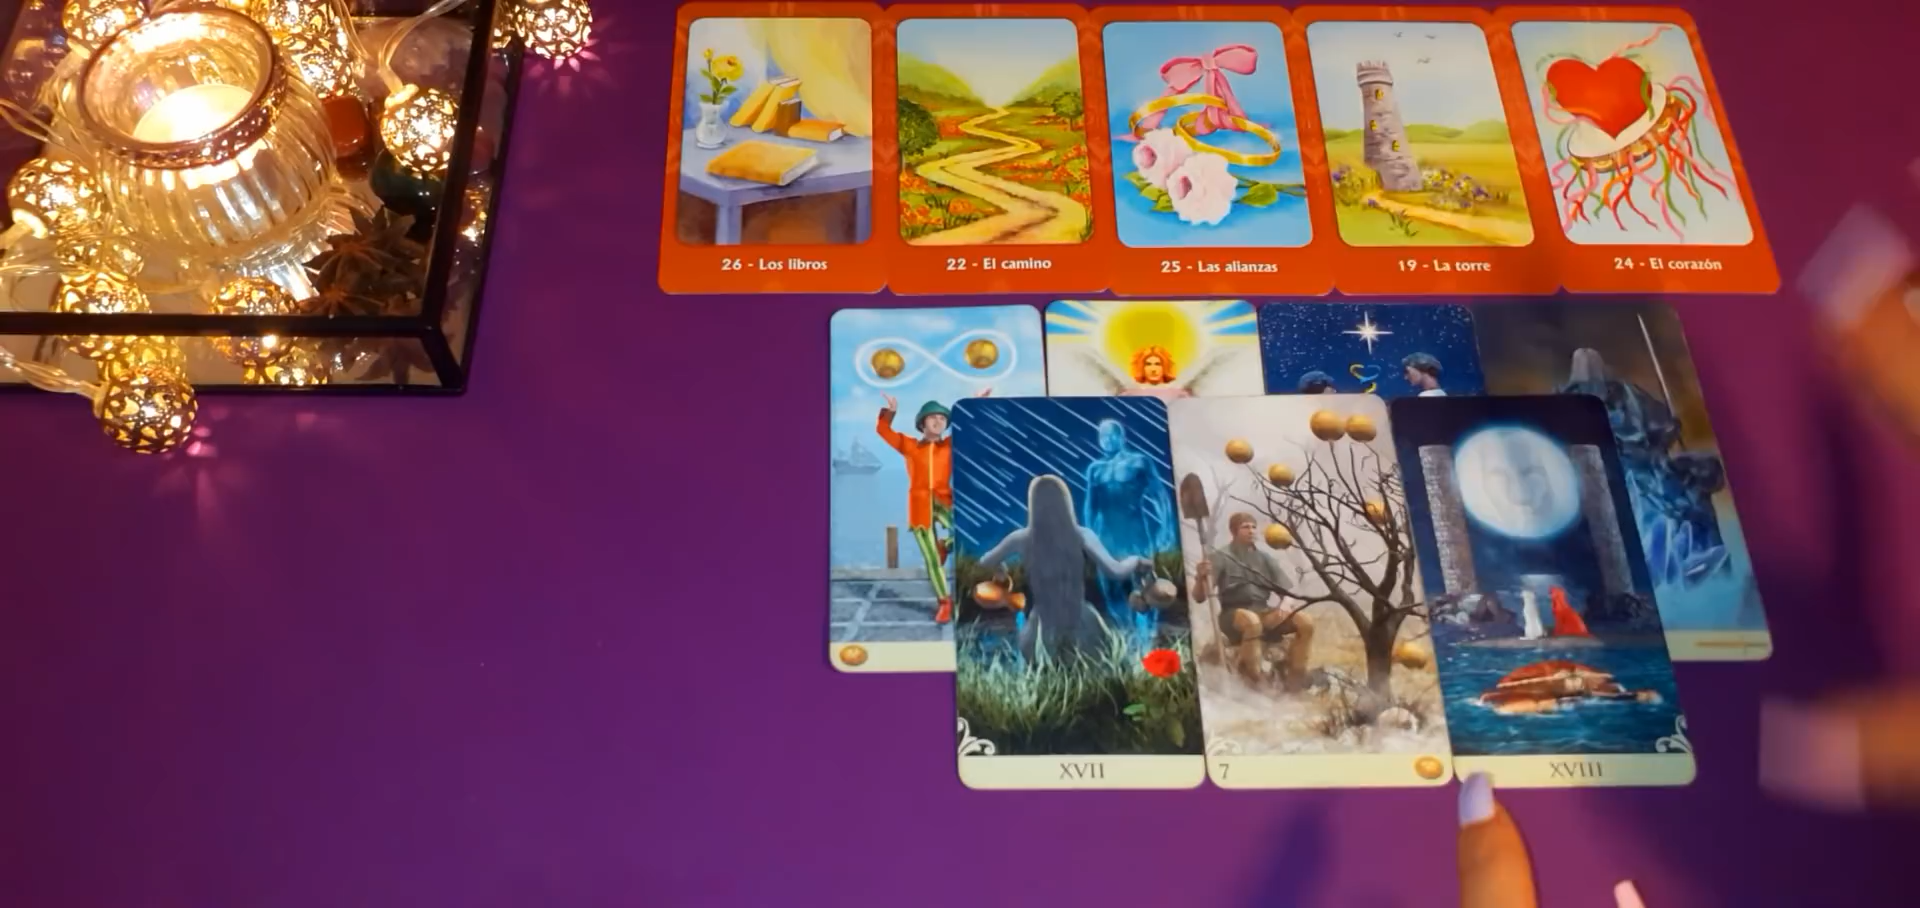 26 - Los libros
22 - El camino
25 - Las alianzas
19 - La torre
24 - El corazón
XVII
7
XVIII